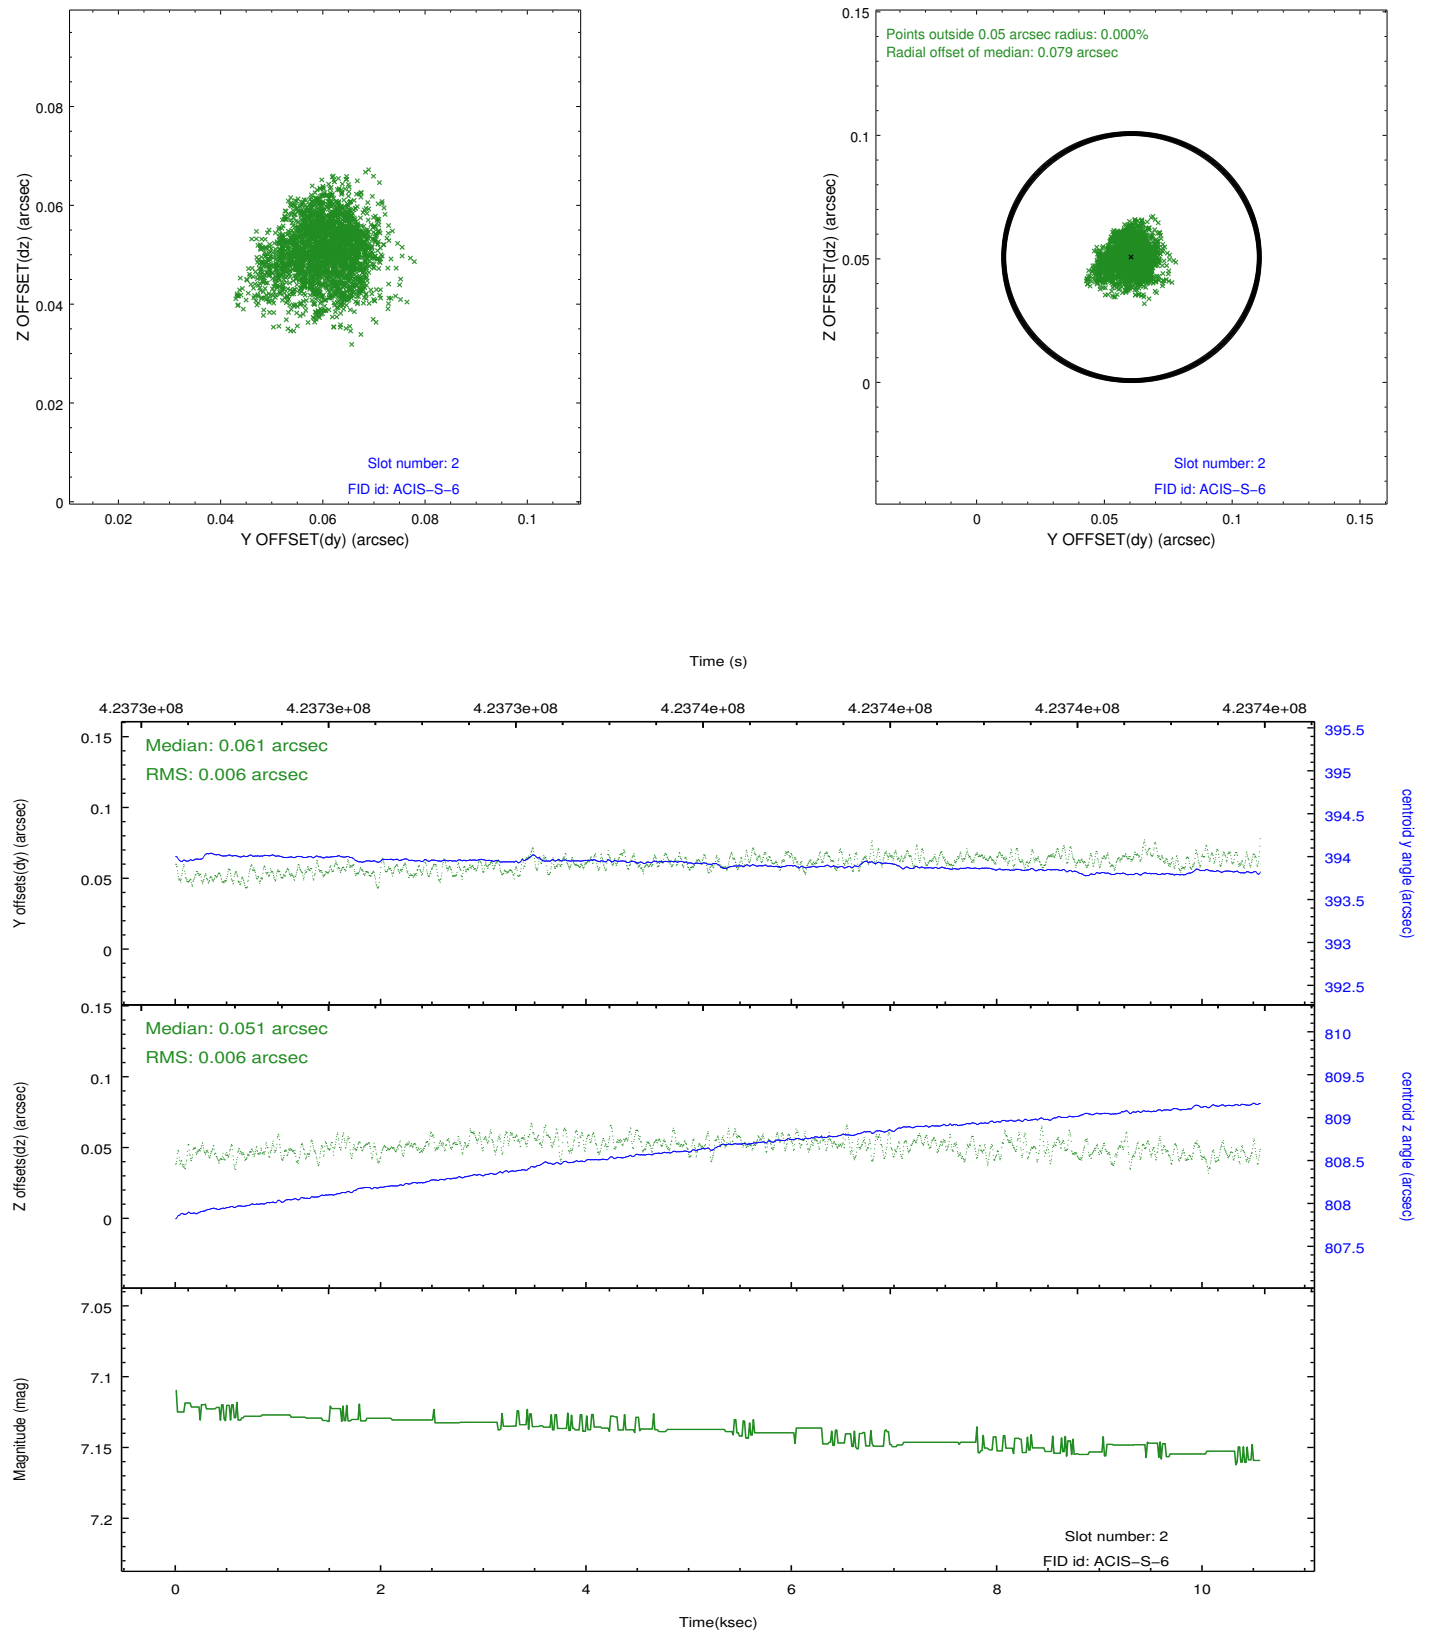 0.08
0.06
0.04
0.02
0
Z OFFSET(dz) (arcsec)
Slot number: 2
FID id: ACIS−S−6
0.02 0.04 0.06 0.08 0.1
Y OFFSET(dy) (arcsec)
0.15
0.1
0.05
0
Z OFFSET(dz) (arcsec)
Points outside 0.05 arcsec radius: 0.000%
Radial offset of median: 0.079 arcsec
Slot number: 2
FID id: ACIS−S−6
0 0.05 0.1 0.15
Y OFFSET(dy) (arcsec)
Time (s)
4.2373e+08 4.2373e+08 4.2373e+08 4.2374e+08 4.2374e+08 4.2374e+08 4.2374e+08
0.15
0.1
0.05
0
Y offsets(dy) (arcsec)
Median: 0.061 arcsec
RMS: 0.006 arcsec
395.5
395
394.5
394
393.5
393
392.5
centroid y angle (arcsec)
0.15
0.1
0.05
0
Z offsets(dz) (arcsec)
Median: 0.051 arcsec
RMS: 0.006 arcsec
810
809.5
809
808.5
808
807.5
centroid z angle (arcsec)
7.05
7.1
7.15
7.2
Magnitude (mag)
Slot number: 2
FID id: ACIS−S−6
0 2 4 6 8 10
Time(ksec)